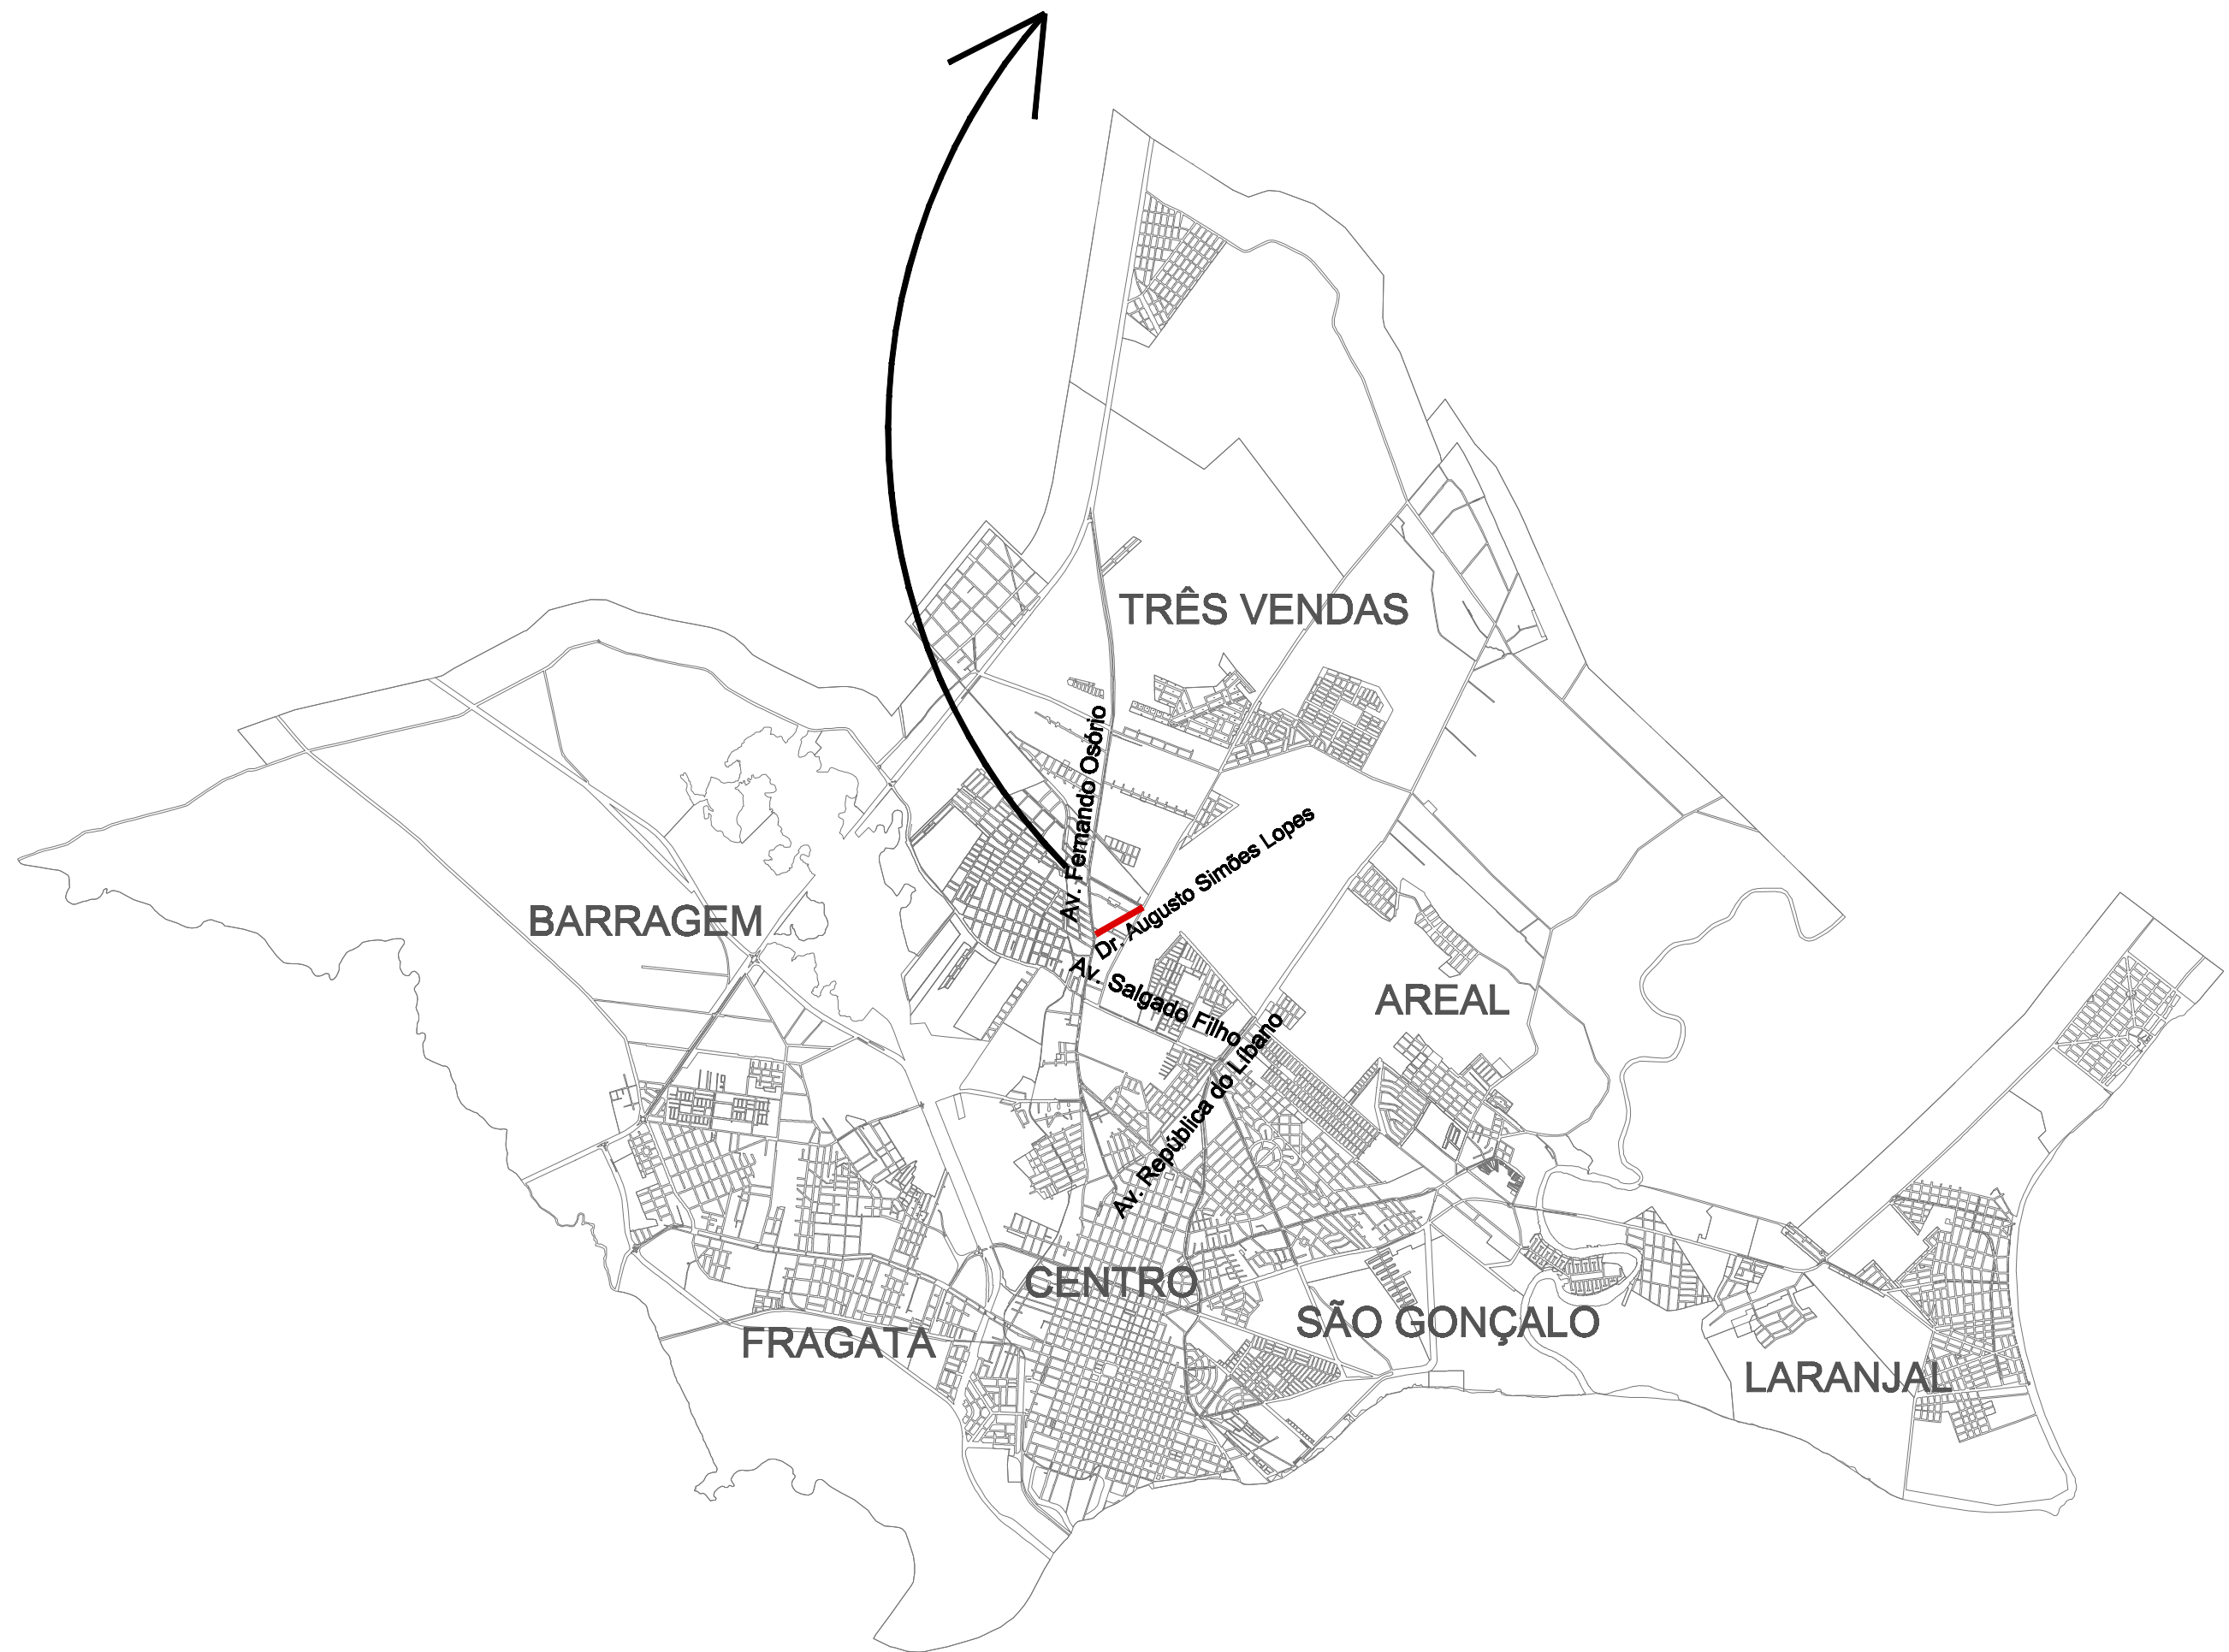 TRÊS VENDAS
Av. Fernando Osório
Dr. Augusto Simões Lopes
BARRAGEM
Av. Salgado Filho
AREAL
Av. República do Líbano
CENTRO
SÃO GONÇALO
FRAGATA
LARANJAL